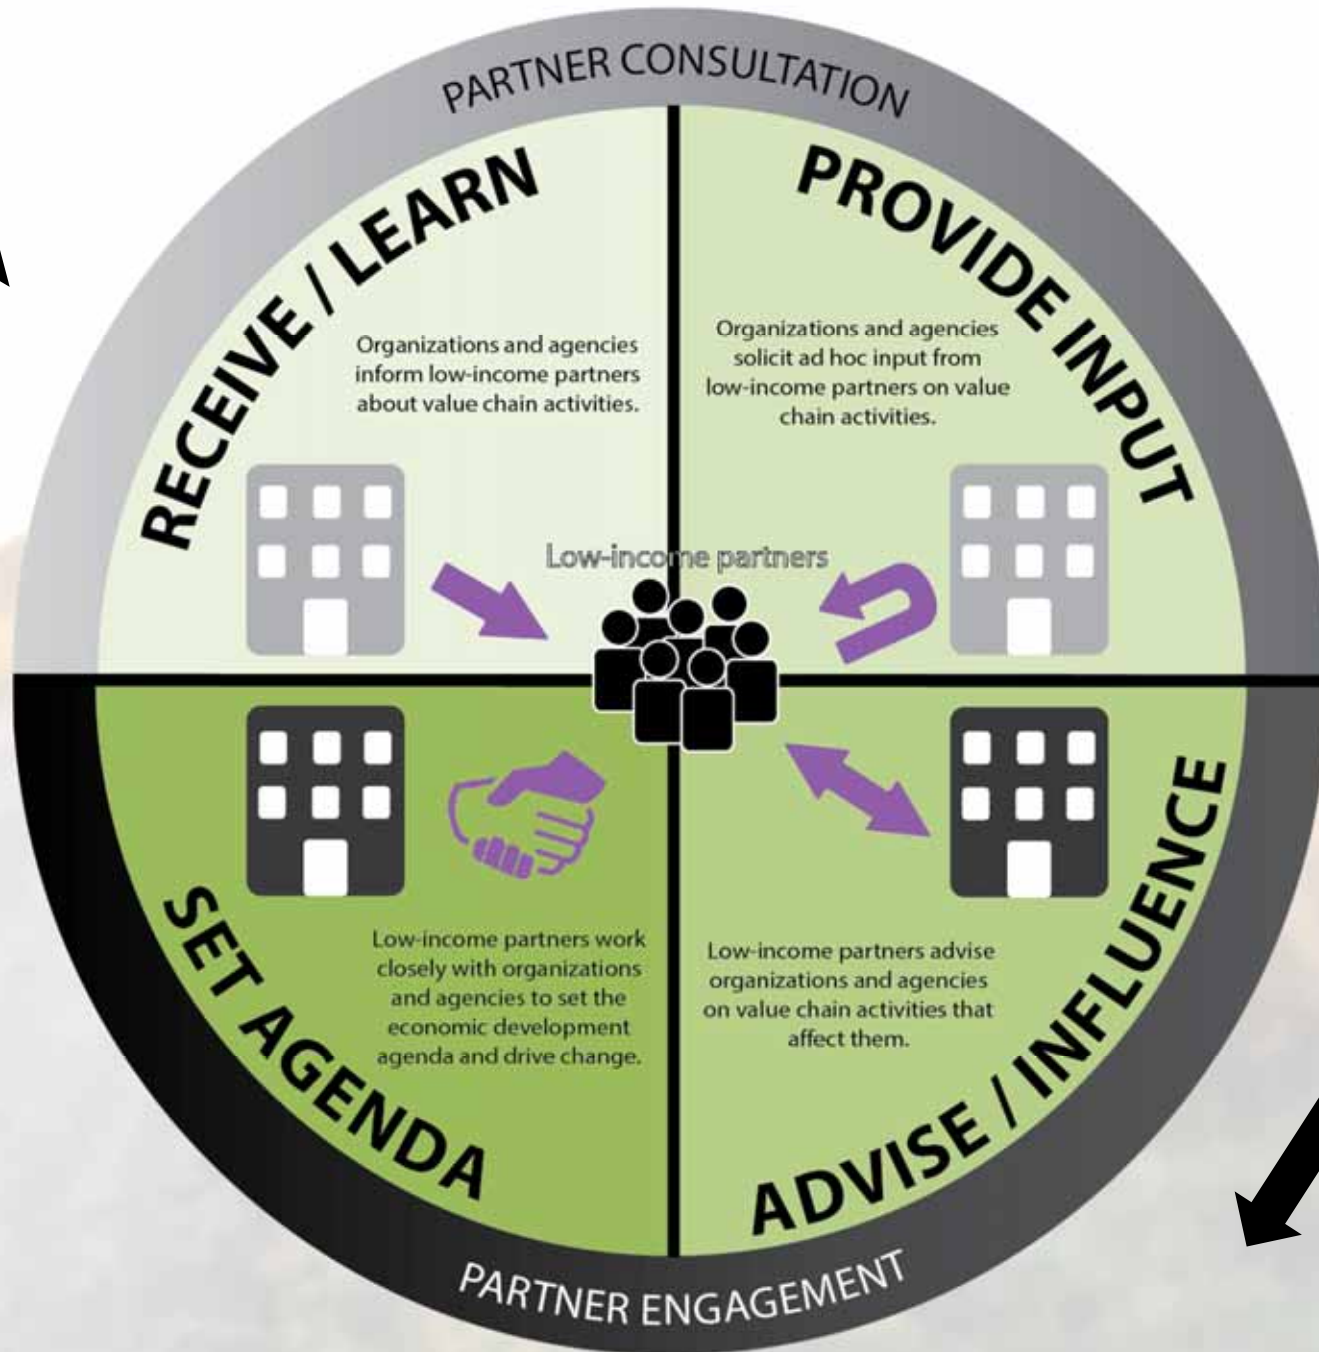 PARTNER CONSULTATION
RECEIVE / LEARN
Organizations and agencies
inform low-income partners
about value chain activities.
PROVIDE INPUT
Organizations and agencies
solicit ad hoc input from
low-income partners on value
chain activities.
Low-income partners
SET AGENDA
Low-income partners work
closely with organizations
and agencies to set the
economic development
agenda and drive change.
ADVISE / INFLUENCE
Low-income partners advise
organizations and agencies
on value chain activities that
affect them.
PARTNER ENGAGEMENT